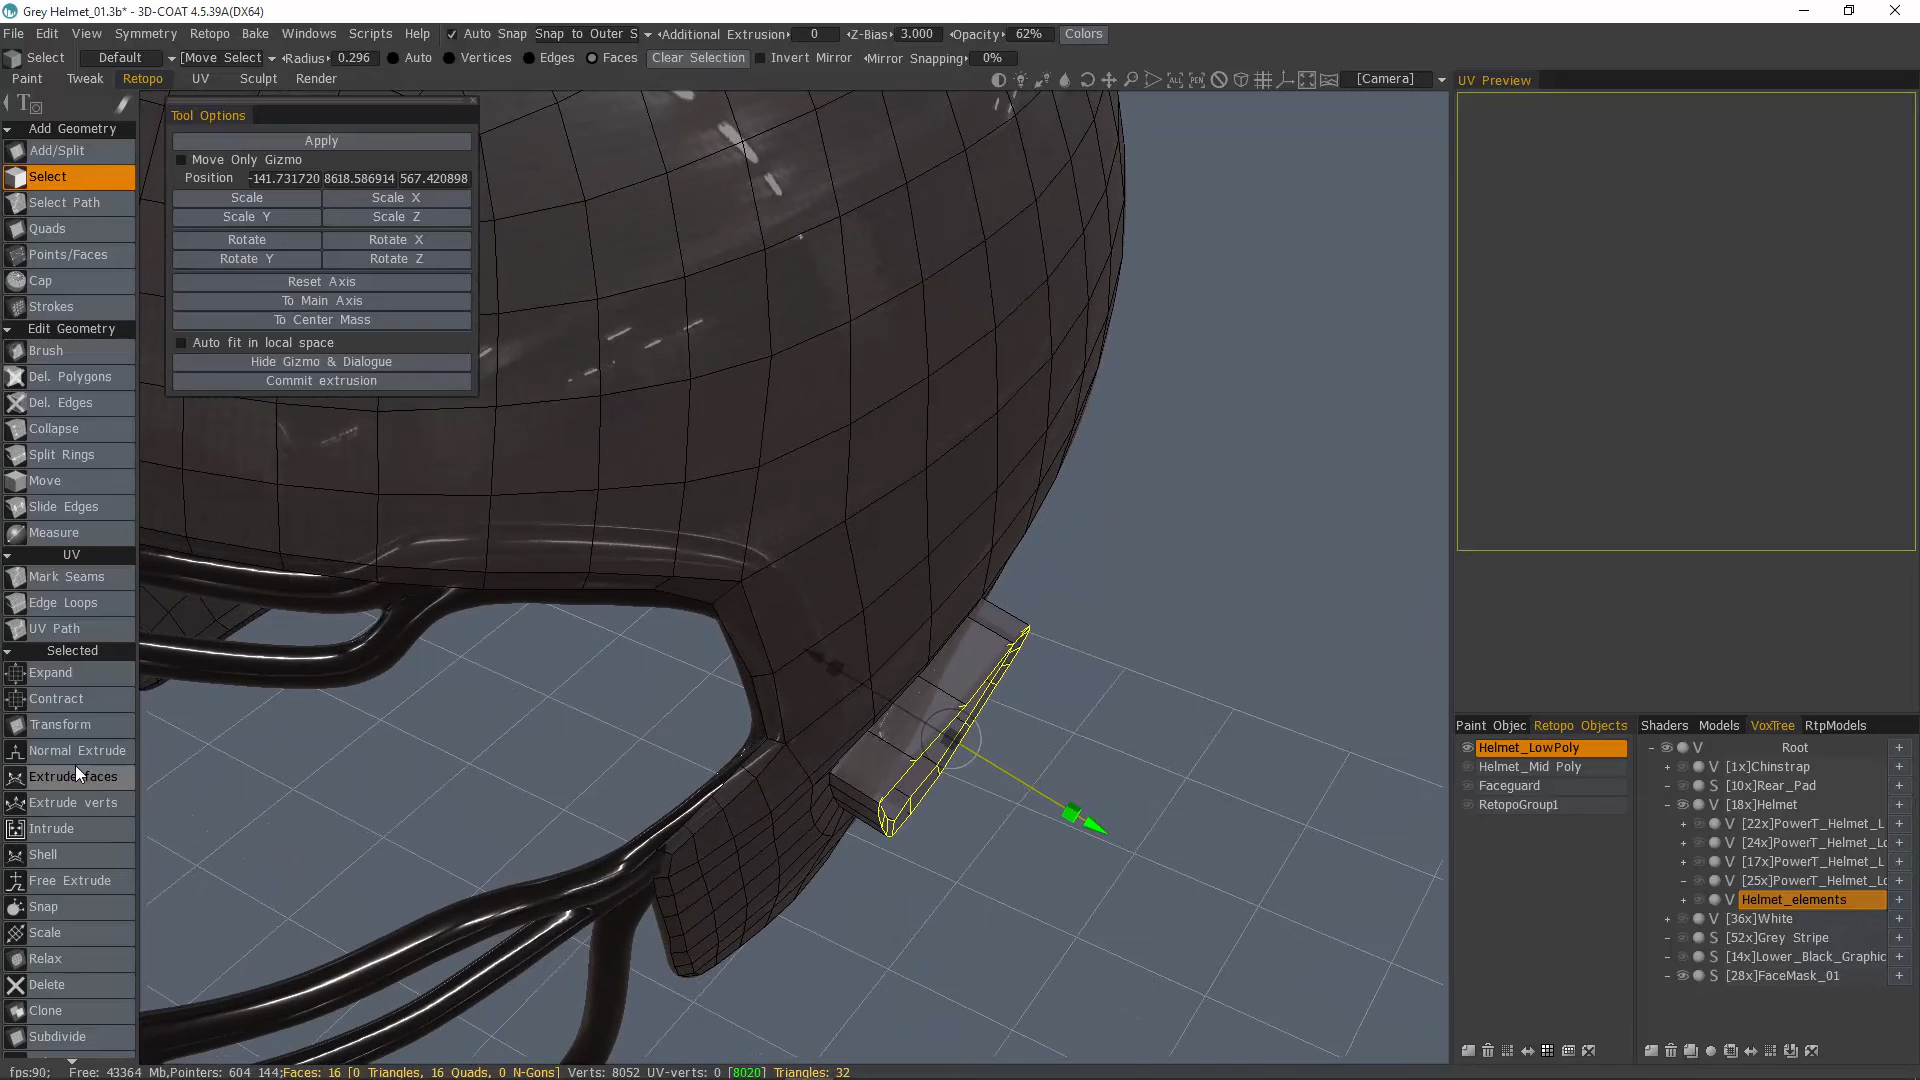 Grey Helmet_01.3b* - 3D-COAT 4.5.39A(DX64)
File Edit View Symmetry Retopo Bake Windows Scripts Help Auto Snap Snap to Outer S Additional Extrusion 0 Z-Bias 3.000 Opacity 62% Colors
Select Default [Move Select] Radius 0.296 Auto Vertices Edges Faces Clear Selection Invert Mirror Mirror Snapping 0%
Paint Tweak Retopo UV Sculpt Render ALL PEN [Camera] UV Preview
T
Tool Options
Apply
Move Only Gizmo
Position -141.731720 8618.586914 567.420898
Scale Scale X
Scale Y Scale Z
Rotate Rotate X
Rotate Y Rotate Z
Reset Axis
To Main Axis
To Center Mass
Auto fit in local space
Hide Gizmo & Dialogue
Commit extrusion
Add Geometry
Add/Split
Select
Select Path
Quads
Points/Faces
Cap
Strokes
Edit Geometry
Brush
Del. Polygons
Del. Edges
Collapse
Split Rings
Move
Slide Edges
Measure
UV
Mark Seams
Edge Loops
UV Path
Selected
Expand
Contract
Transform
Normal Extrude
Extrude faces
Extrude verts
Intrude
Shell
Free Extrude
Snap
Scale
Relax
Delete
Clone
Subdivide
Paint Objec Retopo Objects Shaders Models VoxTree RtpModels
Helmet_LowPoly
Helmet_Mid Poly
Faceguard
RetopoGroup1
– V Root +
+ V [1x]Chinstrap +
– S [10x]Rear_Pad +
– V [18x]Helmet +
+ V [22x]PowerT_Helmet_L +
+ V [24x]PowerT_Helmet_Lo +
+ V [17x]PowerT_Helmet_L +
– V [25x]PowerT_Helmet_Lo +
+ V Helmet_elements +
+ V [36x]White +
– S [52x]Grey Stripe +
– S [14x]Lower_Black_Graphic +
– S [28x]FaceMask_01 +
fps:90; Free: 43364 Mb,Pointers: 604 144;Faces: 16 [0 Triangles, 16 Quads, 0 N-Gons] Verts: 8052 UV-verts: 0 [8020] Triangles: 32